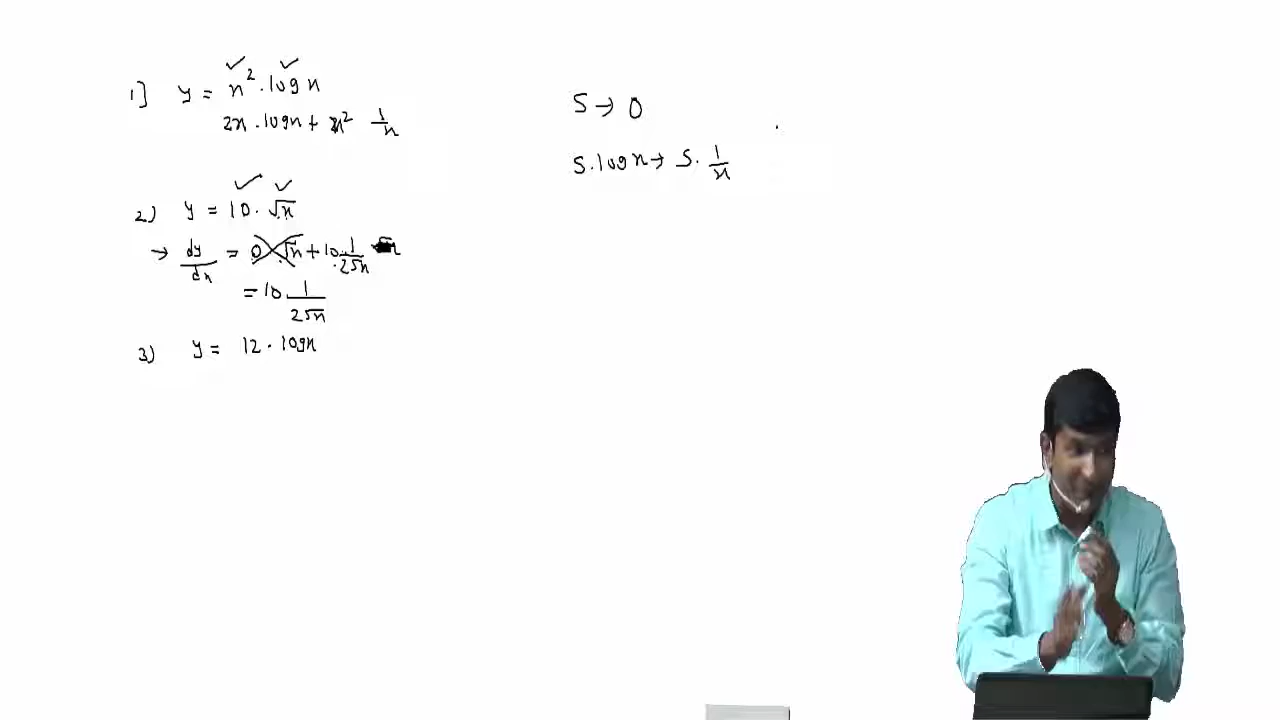 1] y = x² · log x
2x · log x + x² 1/x
2) y = 10 · √x
→ dy/dx = 0 · √x + 10 · 1/2√x
= 10 · 1/2√x
3) y = 12 · log x
5 → 0
5 · log x → 5 · 1/x